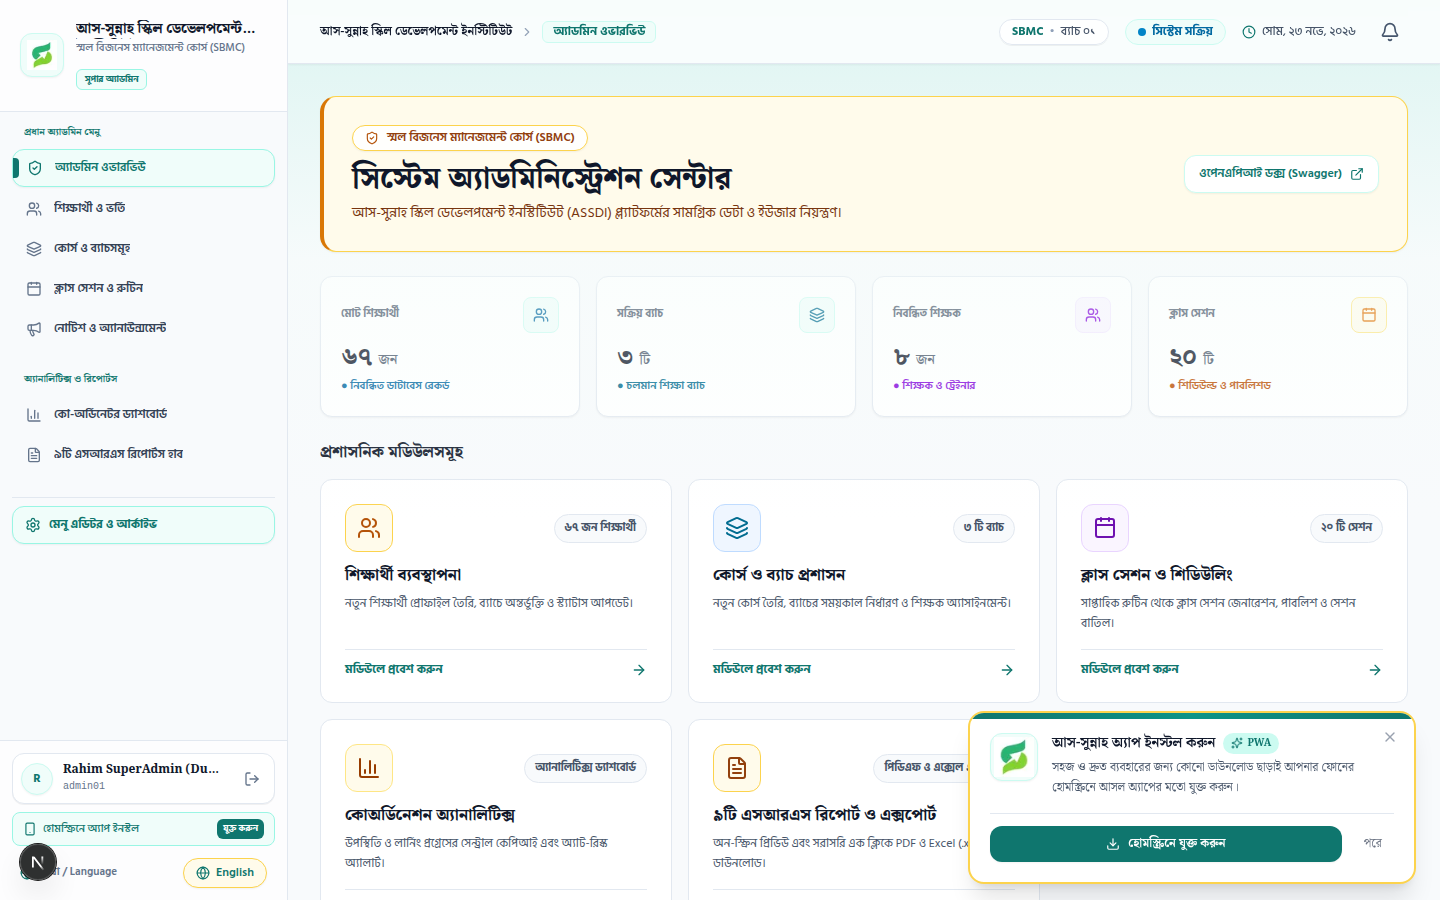 আস-সুন্নাহ স্কিল ডেভেলপমেন্ট...
স্মল বিজনেস ম্যানেজমেন্ট কোর্স (SBMC)
সুপার অ্যাডমিন
প্রধান অ্যাডমিন মেনু
অ্যাডমিন ওভারভিউ
শিক্ষার্থী ও ভর্তি
কোর্স ও ব্যাচসমূহ
ক্লাস সেশন ও রুটিন
নোটিশ ও অ্যানাউন্সমেন্ট
অ্যানালিটিক্স ও রিপোর্টস
কো-অর্ডিনেটর ড্যাশবোর্ড
৯টি এসআরএস রিপোর্টস হাব
মেনু এডিটর ও আর্কাইভ
R
Rahim SuperAdmin (Du...
admin01
হোমস্ক্রিনে অ্যাপ ইনস্টল
যুক্ত করুন
N
/ Language
English
আস-সুন্নাহ স্কিল ডেভেলপমেন্ট ইনস্টিটিউট
অ্যাডমিন ওভারভিউ
SBMC • ব্যাচ ০১
সিস্টেম সক্রিয়
সোম, ২৩ নভে, ২০২৬
স্মল বিজনেস ম্যানেজমেন্ট কোর্স (SBMC)
সিস্টেম অ্যাডমিনিস্ট্রেশন সেন্টার
আস-সুন্নাহ স্কিল ডেভেলপমেন্ট ইনস্টিটিউট (ASSDI) প্ল্যাটফর্মের সামগ্রিক ডেটা ও ইউজার নিয়ন্ত্রণ।
ওপেনএপিআই ডক্স (Swagger)
মোট শিক্ষার্থী
৬৭ জন
● নিবন্ধিত ডাটাবেস রেকর্ড
সক্রিয় ব্যাচ
৩ টি
● চলমান শিক্ষা ব্যাচ
নিবন্ধিত শিক্ষক
৮ জন
● শিক্ষক ও ট্রেইনার
ক্লাস সেশন
২০ টি
● শিডিউল্ড ও পাবলিশড
প্রশাসনিক মডিউলসমূহ
৬৭ জন শিক্ষার্থী
শিক্ষার্থী ব্যবস্থাপনা
নতুন শিক্ষার্থী প্রোফাইল তৈরি, ব্যাচে অন্তর্ভুক্তি ও স্ট্যাটাস আপডেট।
মডিউলে প্রবেশ করুন
৩ টি ব্যাচ
কোর্স ও ব্যাচ প্রশাসন
নতুন কোর্স তৈরি, ব্যাচের সময়কাল নির্ধারণ ও শিক্ষক অ্যাসাইনমেন্ট।
মডিউলে প্রবেশ করুন
২০ টি সেশন
ক্লাস সেশন ও শিডিউলিং
সাপ্তাহিক রুটিন থেকে ক্লাস সেশন জেনারেশন, পাবলিশ ও সেশন
বাতিল।
মডিউলে প্রবেশ করুন
অ্যানালিটিক্স ড্যাশবোর্ড
কোঅর্ডিনেশন অ্যানালিটিক্স
উপস্থিতি ও লার্নিং প্রগ্রেসের সেন্ট্রাল কেপিআই এবং অ্যাট-রিস্ক
অ্যালার্ট।
পিডিএফ ও এক্সেল
৯টি এসআরএস রিপোর্ট ও এক্সপোর্ট
অন-স্ক্রিন প্রিভিউ এবং সরাসরি এক ক্লিকে PDF ও Excel (.x
ডাউনলোড।
আস-সুন্নাহ অ্যাপ ইনস্টল করুন
PWA
সহজ ও দ্রুত ব্যবহারের জন্য কোনো ডাউনলোড ছাড়াই আপনার ফোনের
হোমস্ক্রিনে আসল অ্যাপের মতো যুক্ত করুন।
হোমস্ক্রিনে যুক্ত করুন
পরে